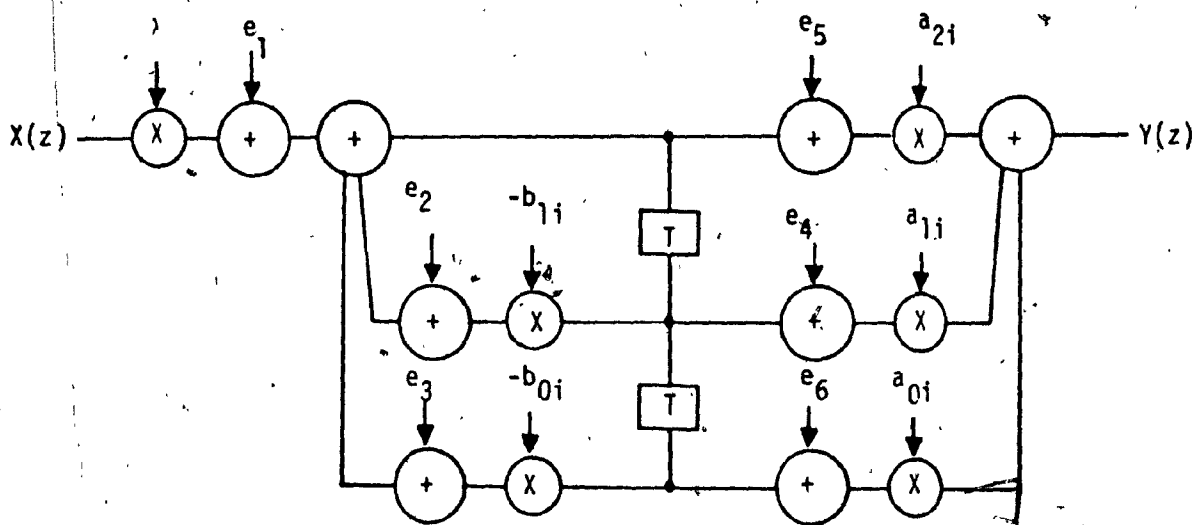 e1 e5 a2i
X(z) X + + + X + Y(z)
e2 -b1i T e4 a1i
+ X + X
e3 -b0i T e6 a0i
+ X + X